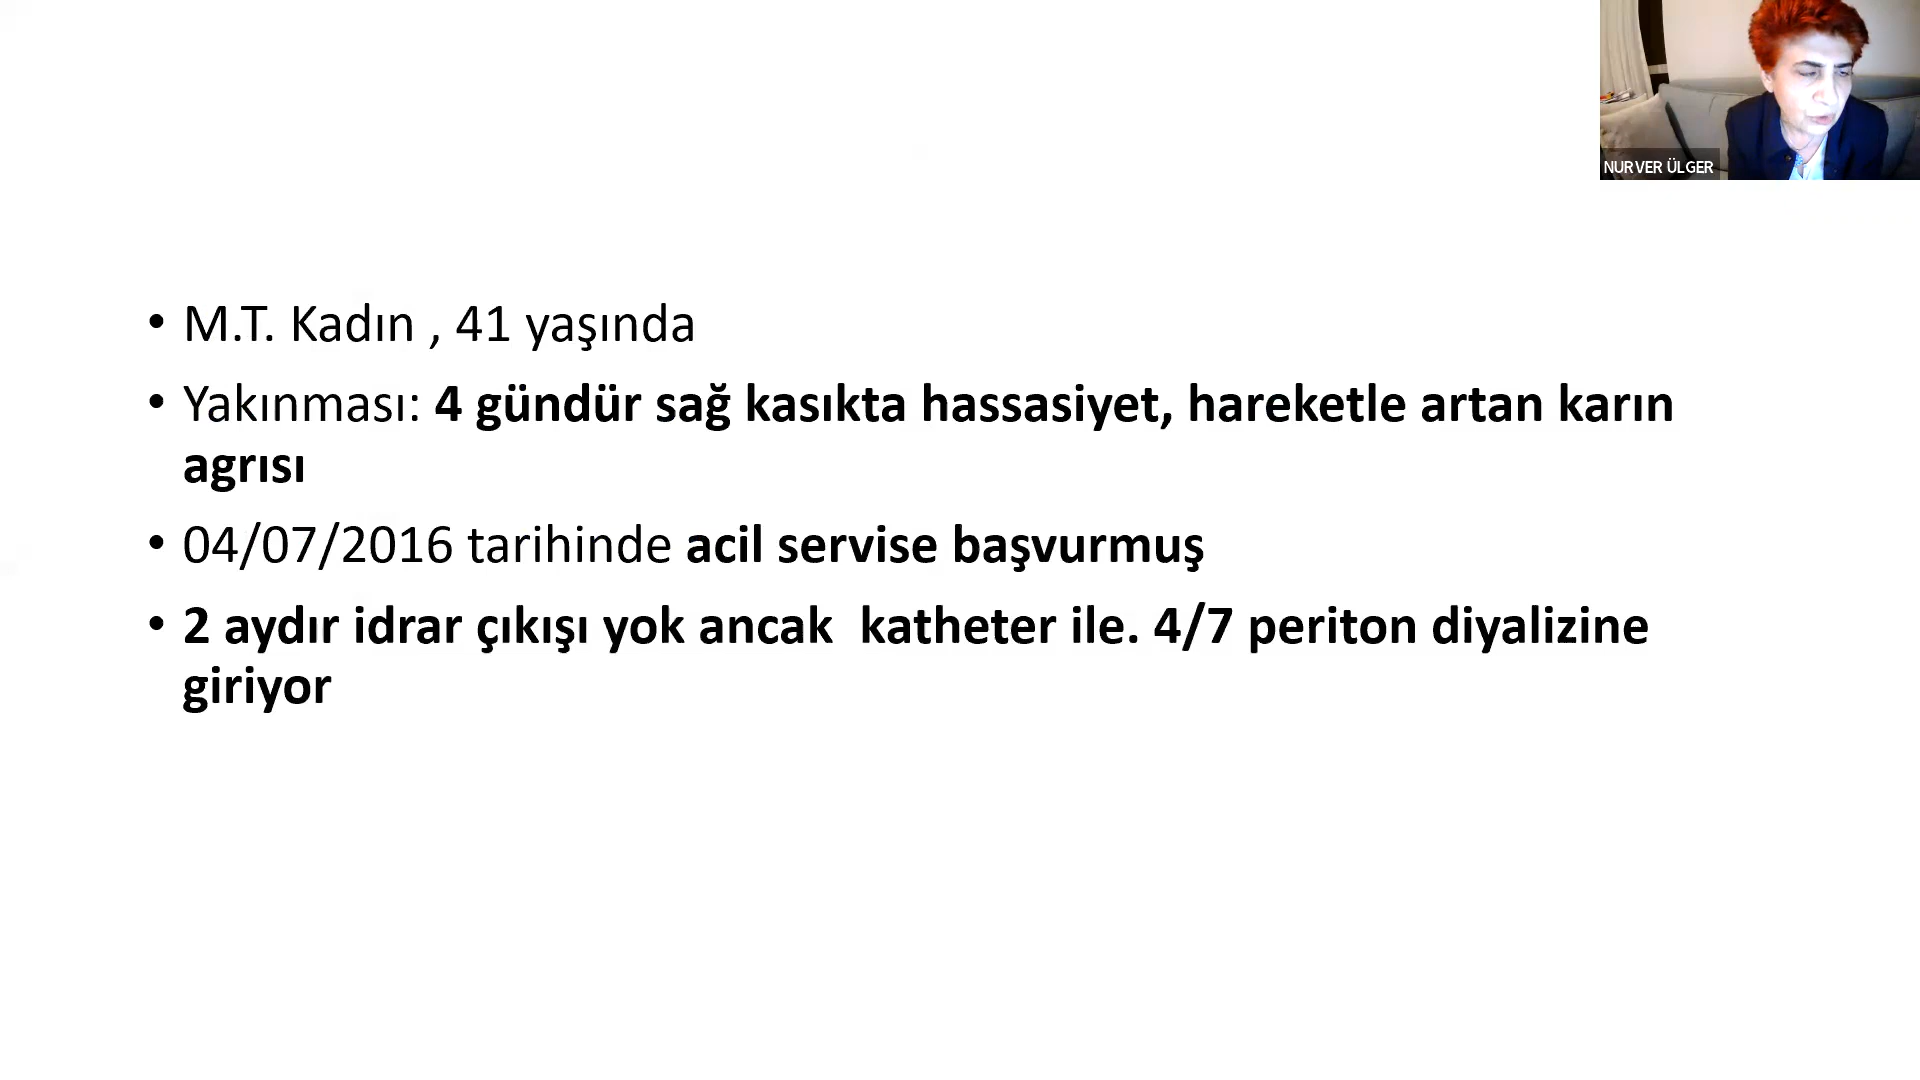 NURVER ÜLGER
• M.T. Kadın , 41 yaşında
• Yakınması: 4 gündür sağ kasıkta hassasiyet, hareketle artan karın
agrısı
• 04/07/2016 tarihinde acil servise başvurmuş
• 2 aydır idrar çıkışı yok ancak  katheter ile. 4/7 periton diyalizine
giriyor